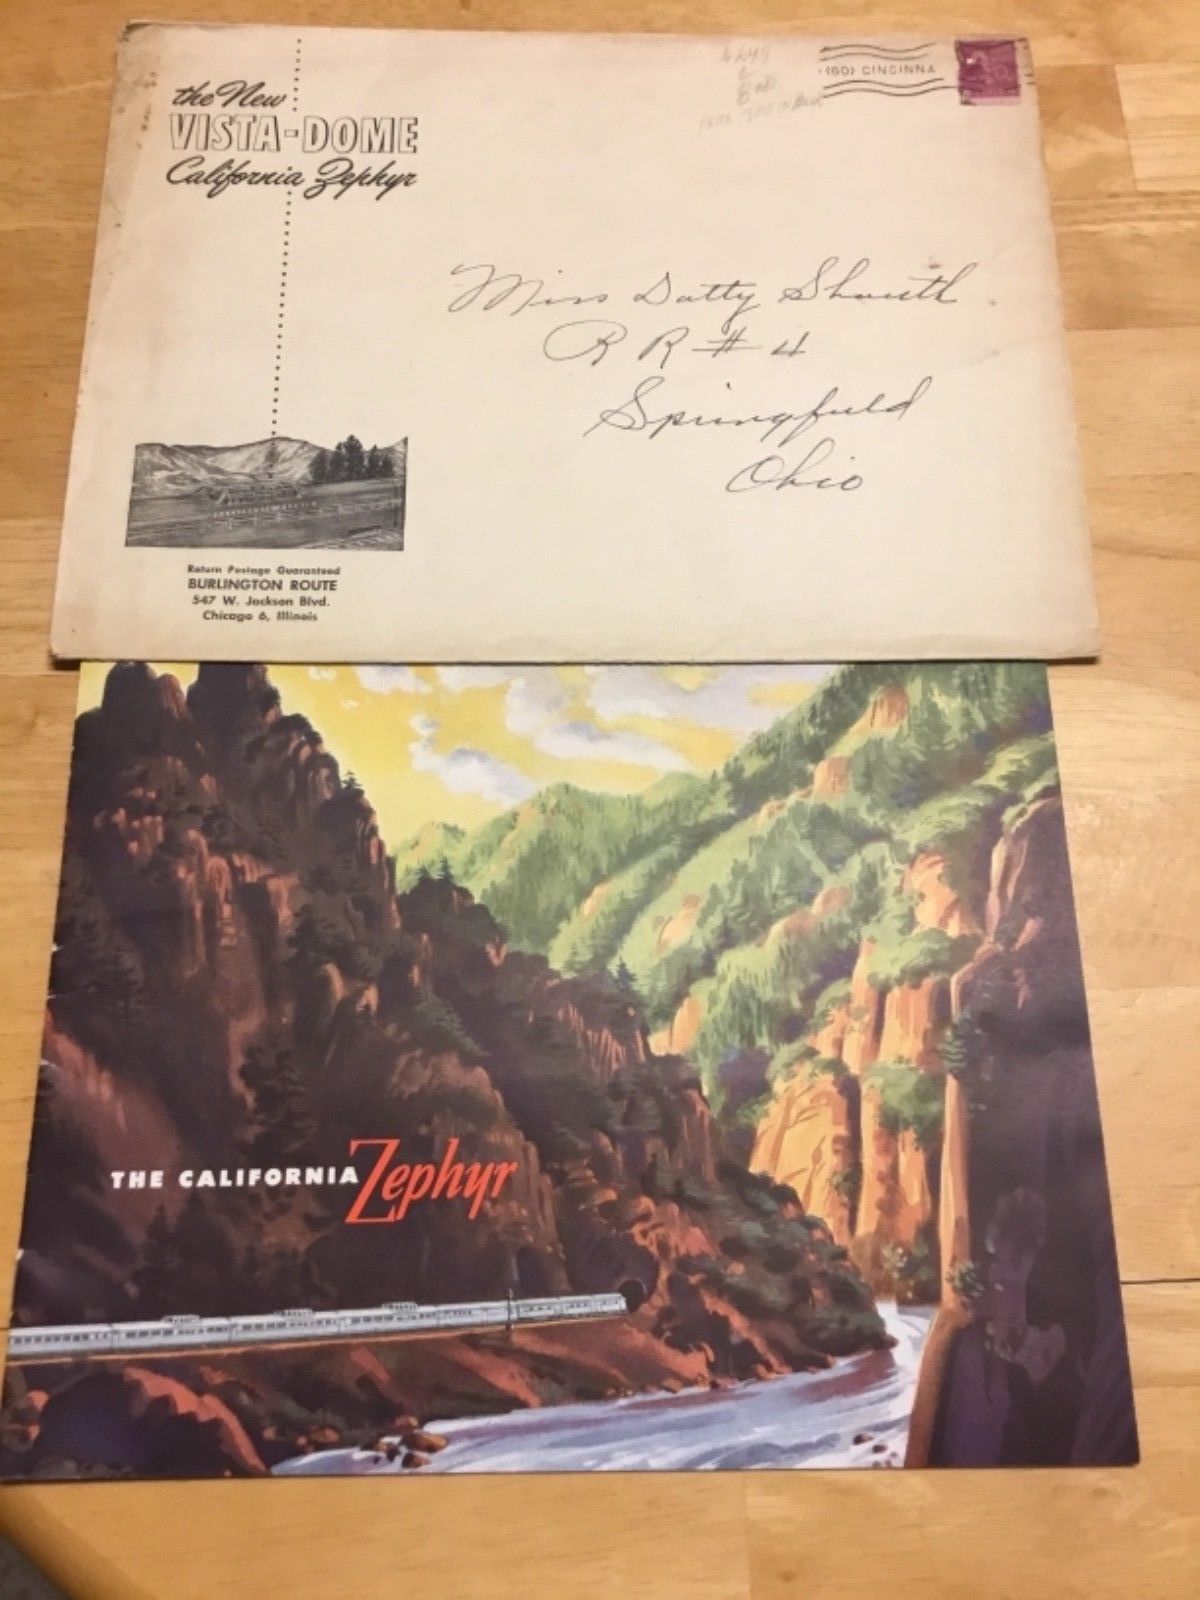 the New
VISTA-DOME
California Zephyr
(60) CINCINNA
Miss Dotty
R R # 4
Springfield
Ohio
Return Postage Guaranteed
BURLINGTON ROUTE
547 W. Jackson Blvd.
Chicago 6, Illinois
THE CALIFORNIA Zephyr